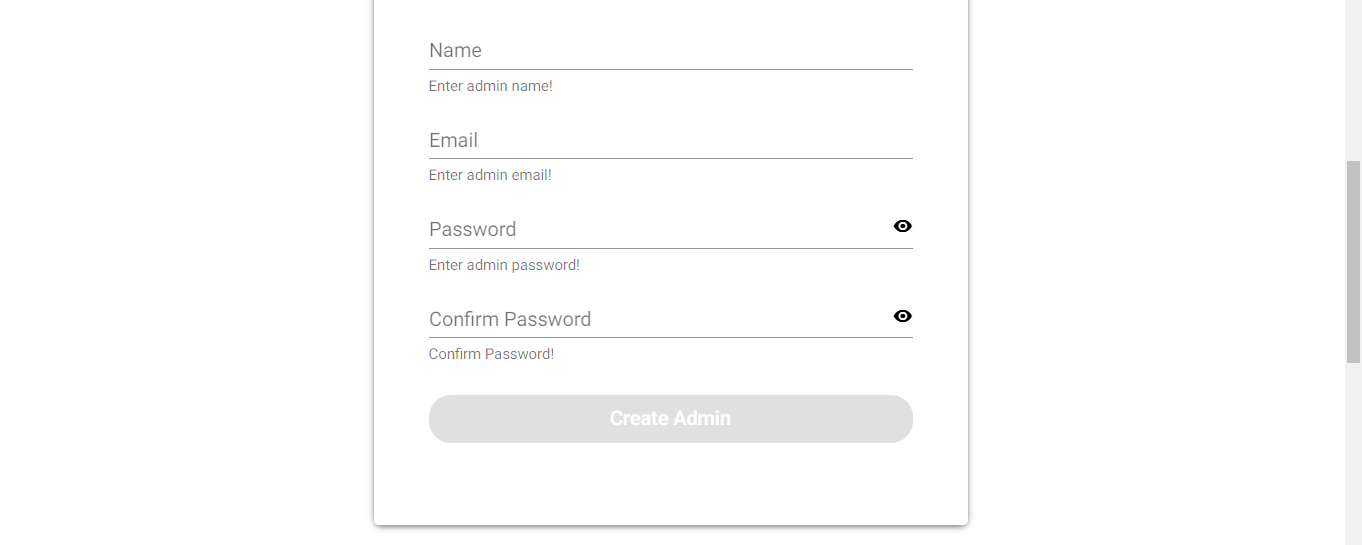 Name
Enter admin name!
Email
Enter admin email!
Password
Enter admin password!
Confirm Password
Confirm Password!
Create Admin